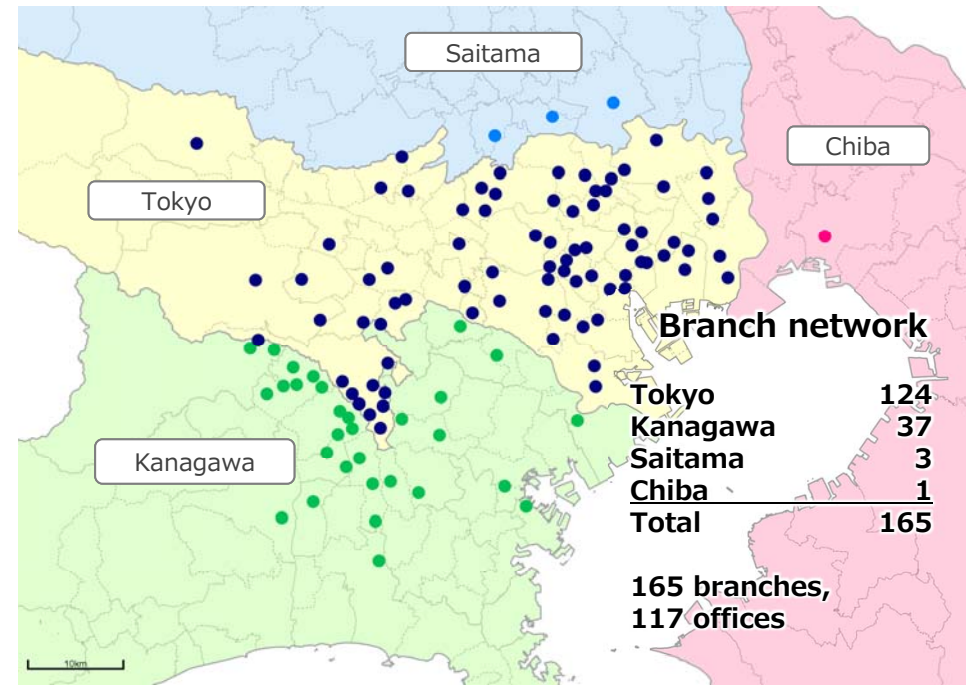 Saitama
Chiba
Tokyo
Branch network
Tokyo 124
Kanagawa 37
Saitama 3
Chiba 1
Total 165
Kanagawa
165 branches,
117 offices
10km